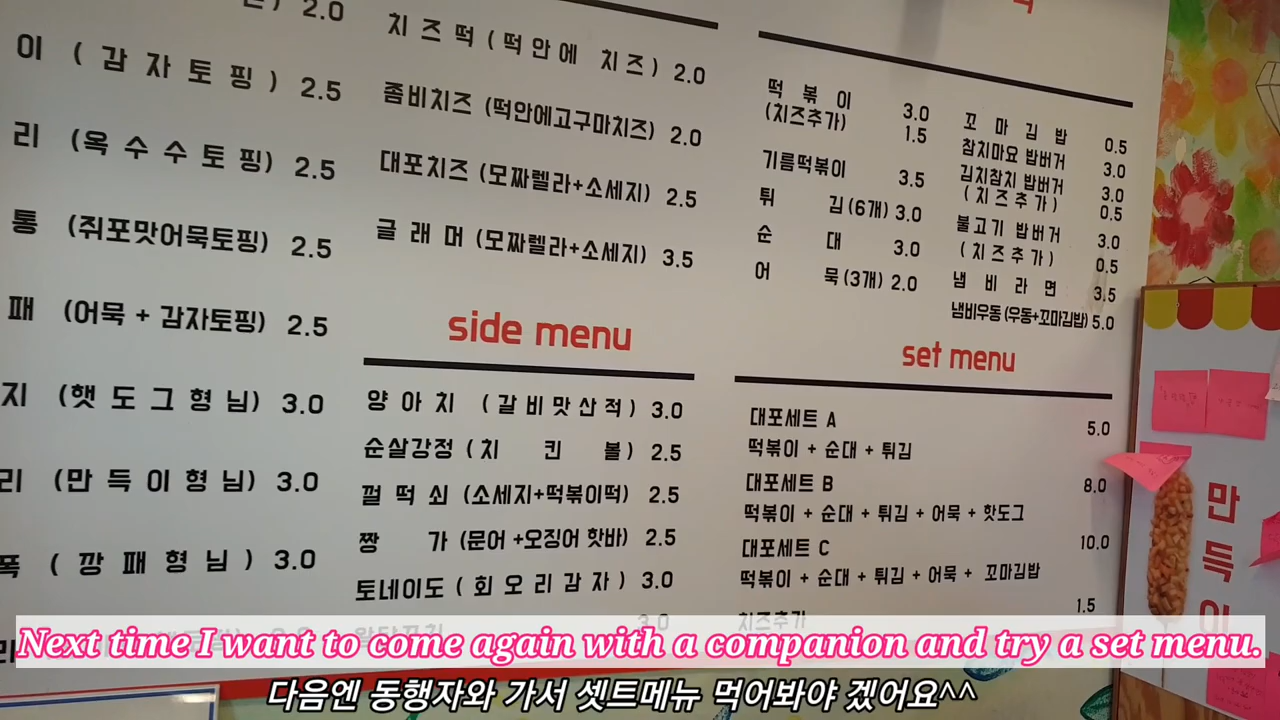 2.0
이 (감자토핑) 2.5
리 (옥수수토핑) 2.5
통 (쥐포맛어묵토핑) 2.5
패 (어묵 + 감자토핑) 2.5
지 (햇도그형님) 3.0
리 (만득이형님) 3.0
폭 (깡패형님) 3.0
치즈떡 (떡안에 치즈) 2.0
좀비치즈 (떡안에고구마치즈) 2.0
대포치즈 (모짜렐라+소세지) 2.5
글래머 (모짜렐라+소세지) 3.5
side menu
양아치 (갈비맛산적) 3.0
순살강정 (치킨볼) 2.5
껄떡쇠 (소세지+떡볶이떡) 2.5
짱가 (문어+오징어 핫바) 2.5
토네이도 (회오리감자) 3.0
3.0
떡볶이 3.0
(치즈추가) 1.5
기름떡볶이 3.5
튀김(6개) 3.0
순대 3.0
어묵(3개) 2.0
꼬마김밥 0.5
참치마요 밥버거 3.0
김치참치 밥버거 3.0
(치즈추가) 0.5
불고기 밥버거 3.0
(치즈추가) 0.5
냄비라면 3.5
냄비우동 (우동+꼬마김밥) 5.0
set menu
대포세트 A 5.0
떡볶이 + 순대 + 튀김
대포세트 B 8.0
떡볶이 + 순대 + 튀김 + 어묵 + 핫도그
대포세트 C 10.0
떡볶이 + 순대 + 튀김 + 어묵 + 꼬마김밥
치즈추가 1.5
만득이
Next time I want to come again with a companion and try a set menu.
다음엔 동행자와 가서 셋트메뉴 먹어봐야 겠어요^^